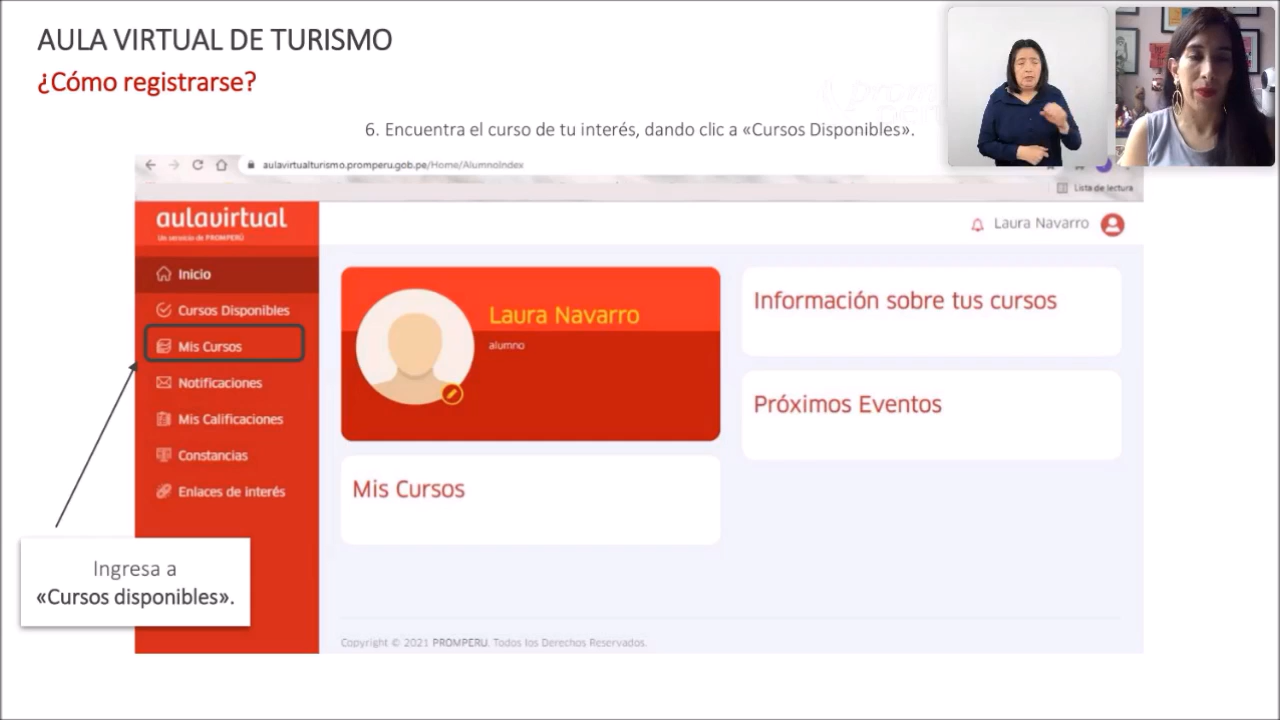 AULA VIRTUAL DE TURISMO
¿Cómo registrarse?
6. Encuentra el curso de tu interés, dando clic a «Cursos Disponibles».
aulavirtualturismo.promperu.gob.pe/Home/AlumnoIndex
Lista de lectura
aulavirtual
Un servicio de PROMPERÚ
Laura Navarro
Inicio
Cursos Disponibles
Mis Cursos
Notificaciones
Mis Calificaciones
Constancias
Enlaces de interés
Laura Navarro
alumno
Mis Cursos
Información sobre tus cursos
Próximos Eventos
Ingresa a
«Cursos disponibles».
Copyright © 2021 PROMPERU. Todos los Derechos Reservados.